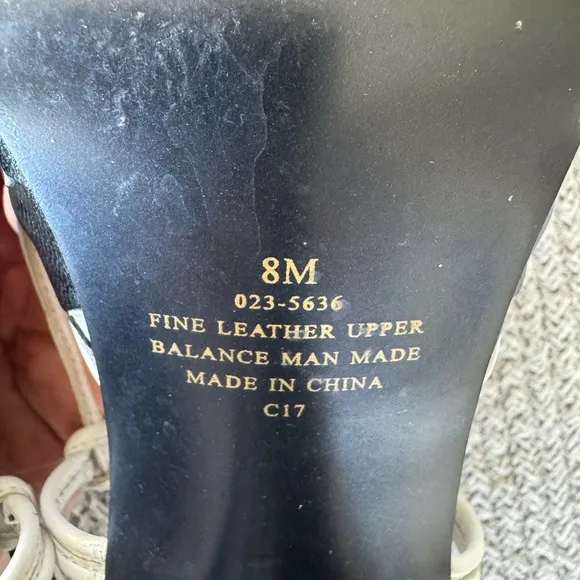 8M
023-5636
FINE LEATHER UPPER
BALANCE MAN MADE
MADE IN CHINA
C17